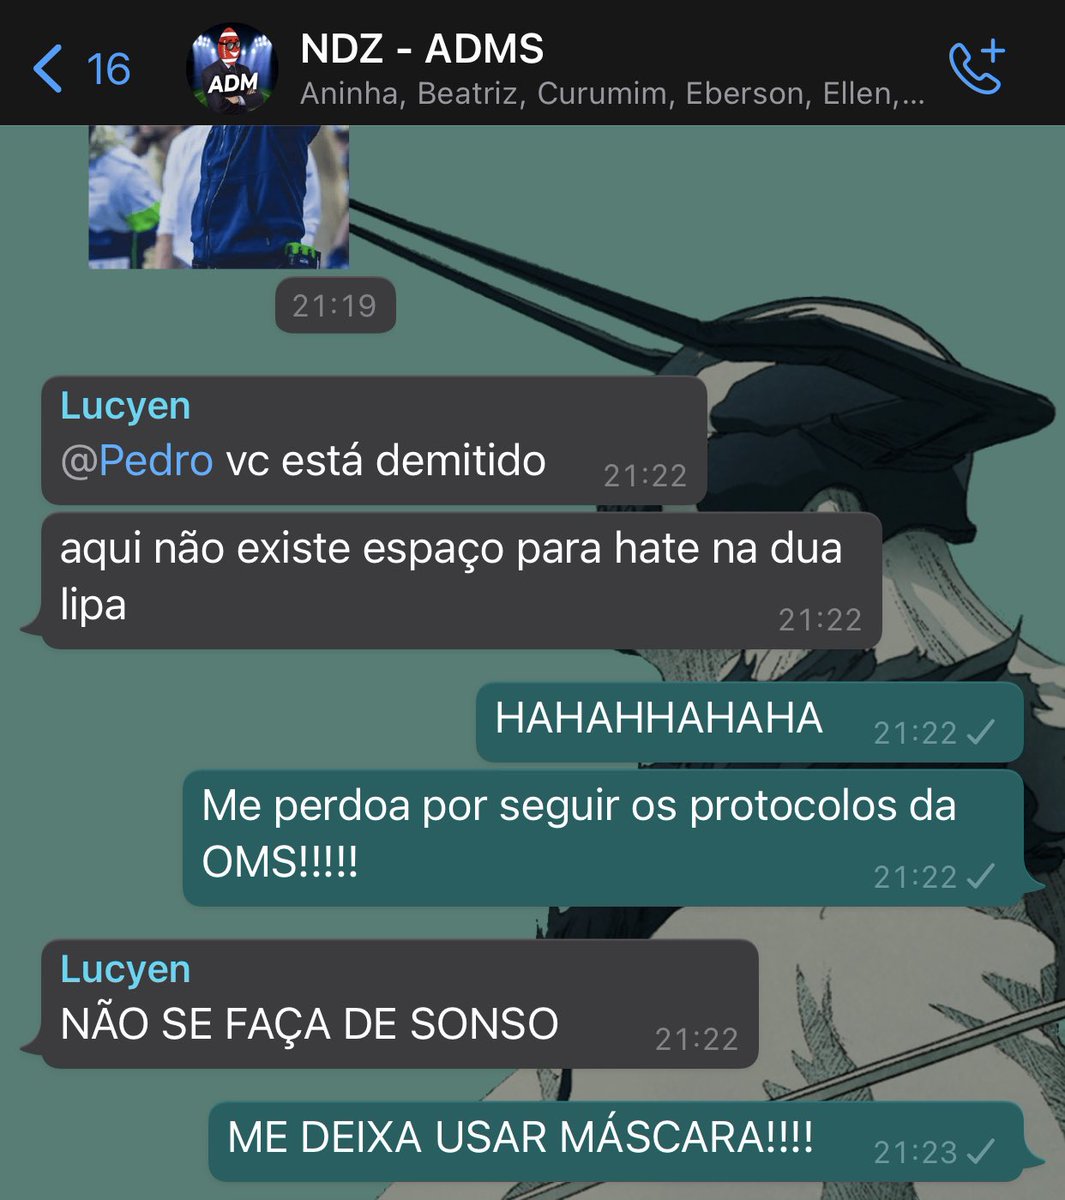 16
NDZ - ADMS
Aninha, Beatriz, Curumim, Eberson, Ellen,...
ADM
21:19
Lucyen
@Pedro vc está demitido
21:22
aqui não existe espaço para hate na dua
lipa
21:22
HAHAHHAHAHA
21:22
Me perdoa por seguir os protocolos da
OMS!!!!!
21:22
Lucyen
NÃO SE FAÇA DE SONSO
21:22
ME DEIXA USAR MÁSCARA!!!!
21:23